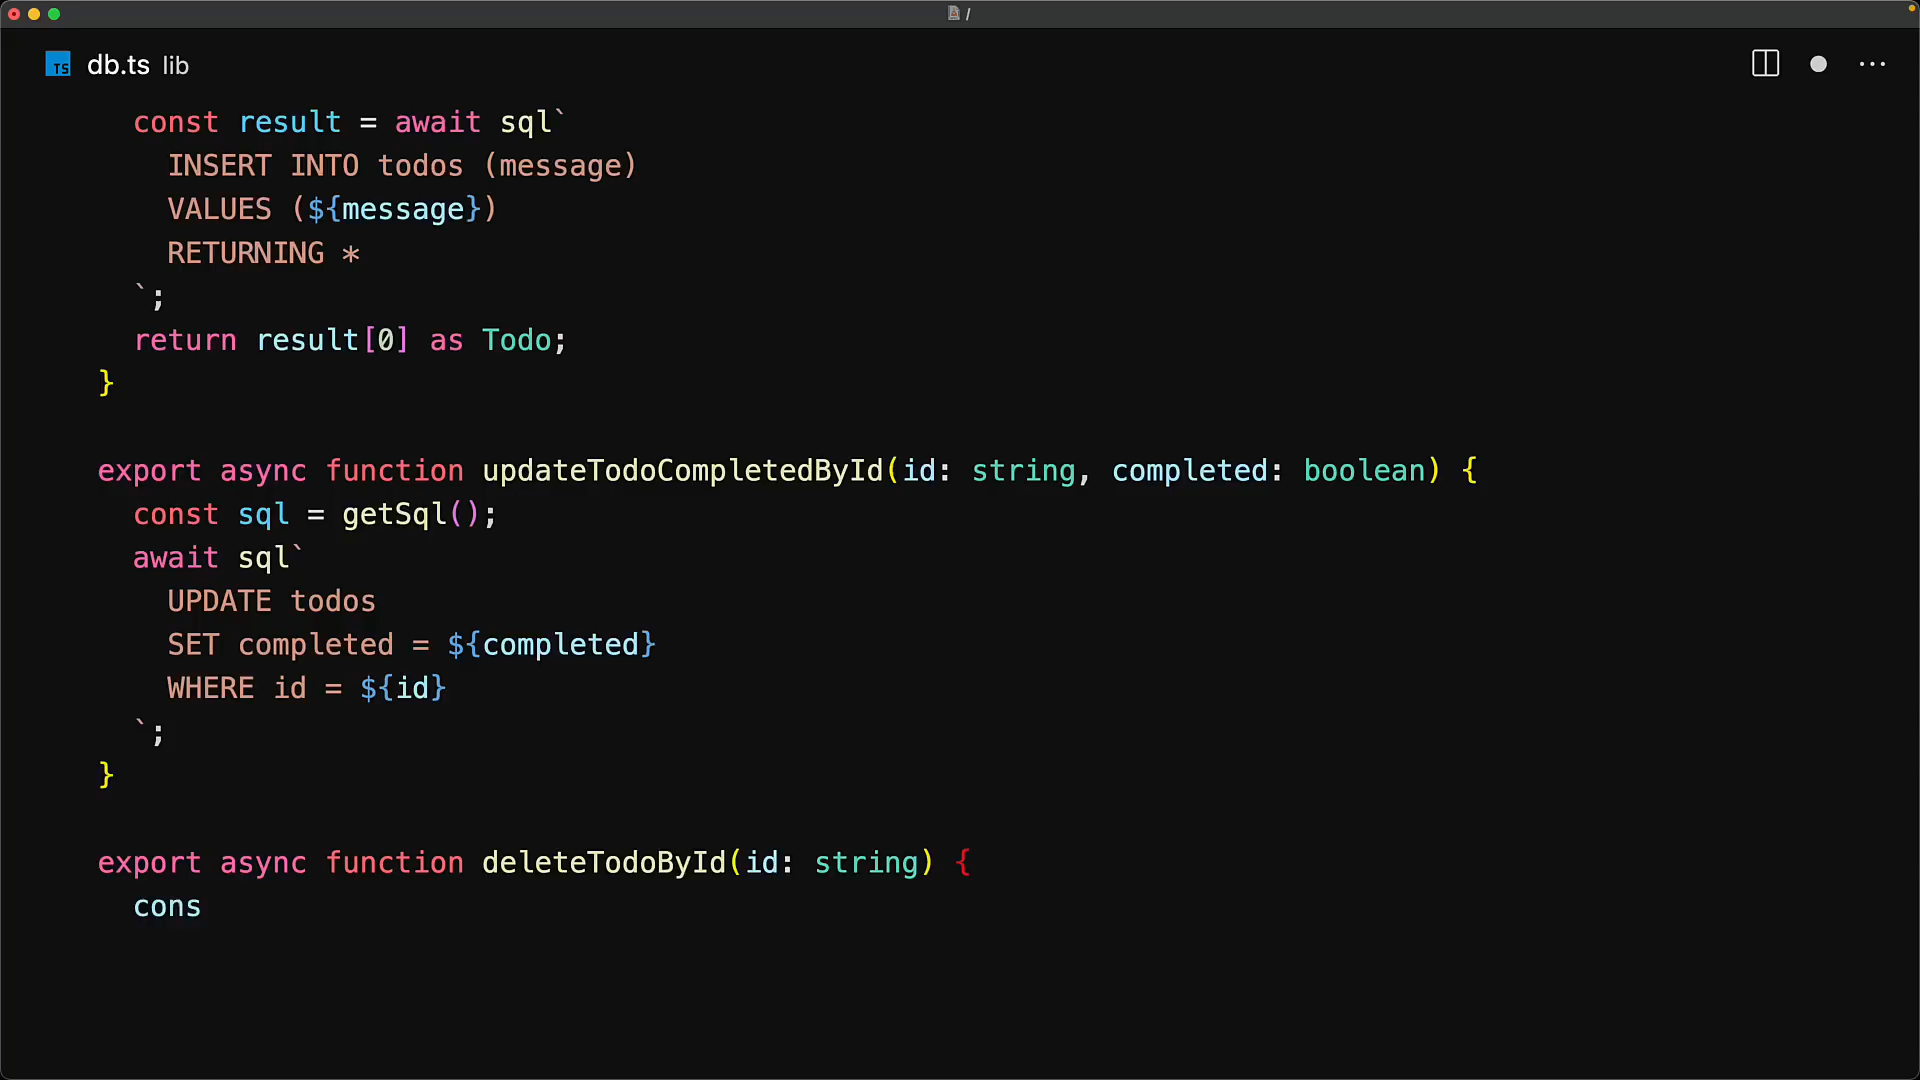 /
TS db.ts lib
const result = await sql`
INSERT INTO todos (message)
VALUES (${message})
RETURNING *
`;
return result[0] as Todo;
}
export async function updateTodoCompletedById(id: string, completed: boolean) {
const sql = getSql();
await sql`
UPDATE todos
SET completed = ${completed}
WHERE id = ${id}
`;
}
export async function deleteTodoById(id: string) {
cons